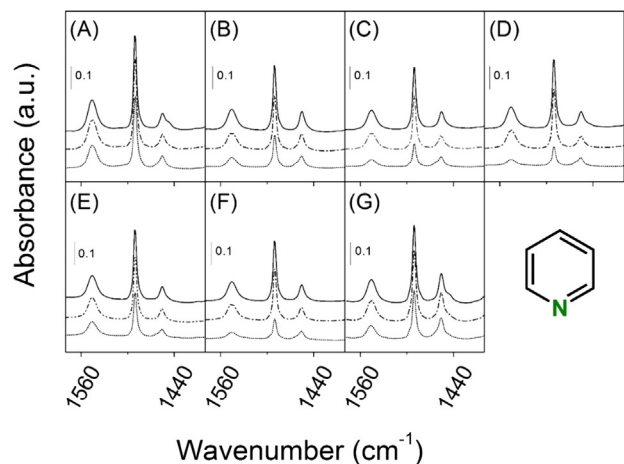 (A) (B) (C) (D)
0.1 0.1 0.1 0.1
(E) (F) (G)
0.1 0.1 0.1
N
1560 1440 1560 1440 1560 1440
Absorbance (a.u.)
Wavenumber (cm⁻¹)